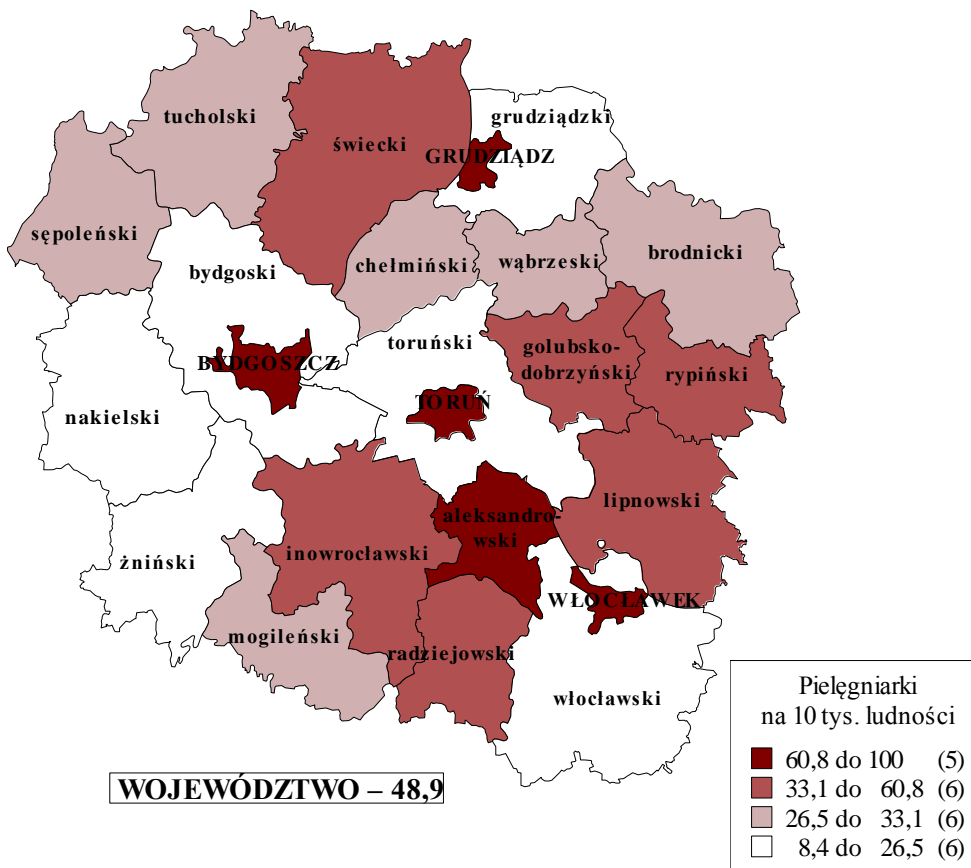 tucholski
grudziądzki
świecki
GRUDZIĄDZ
sępoleński
bydgoski
chełmiński
wąbrzeski
brodnicki
toruński
golubsko-
dobrzyński
rypiński
BYDGOSZCZ
TORUŃ
nakielski
lipnowski
aleksandro-
wski
inowrocławski
żniński
WŁOCŁAWEK
mogileński
radziejowski
włocławski
WOJEWÓDZTWO – 48,9
Pielęgniarki
na 10 tys. ludności
60,8 do 100 (5)
33,1 do 60,8 (6)
26,5 do 33,1 (6)
8,4 do 26,5 (6)